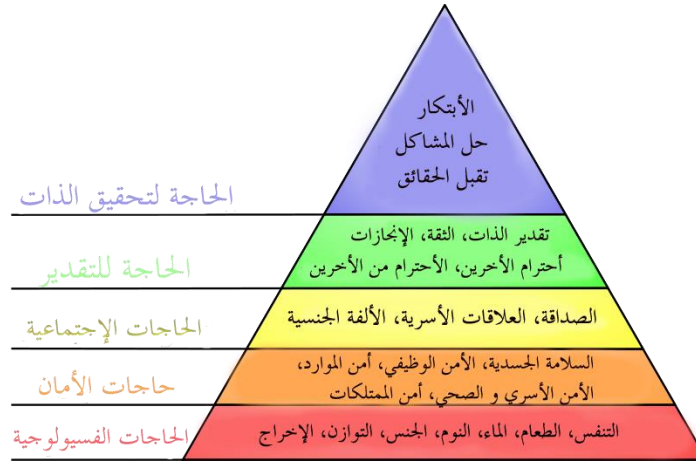 الأبتكار
حل المشاكل
تقبل الحقائق
الحاجة لتحقيق الذات
تقدير الذات، الثقة، الإنجازات
أحترام الأخرين، الأحترام من الأخرين
الحاجة للتقدير
الصداقة، العلاقات الأسرية، الألفة الجنسية
الحاجات الإجتماعية
السلامة الجسدية، الأمن الوظيفي، أمن الموارد،
الأمن الأسري و الصحي، أمن الممتلكات
حاجات الأمان
التنفس، الطعام، الماء، النوم، الجنس، التوازن، الإخراج
الحاجات الفسيولوجية